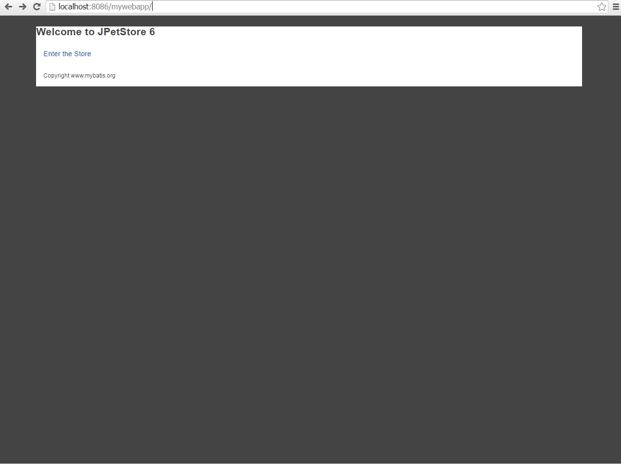 localhost:8086/mywebapp/
Welcome to JPetStore 6
Enter the Store
Copyright www.mybatis.org